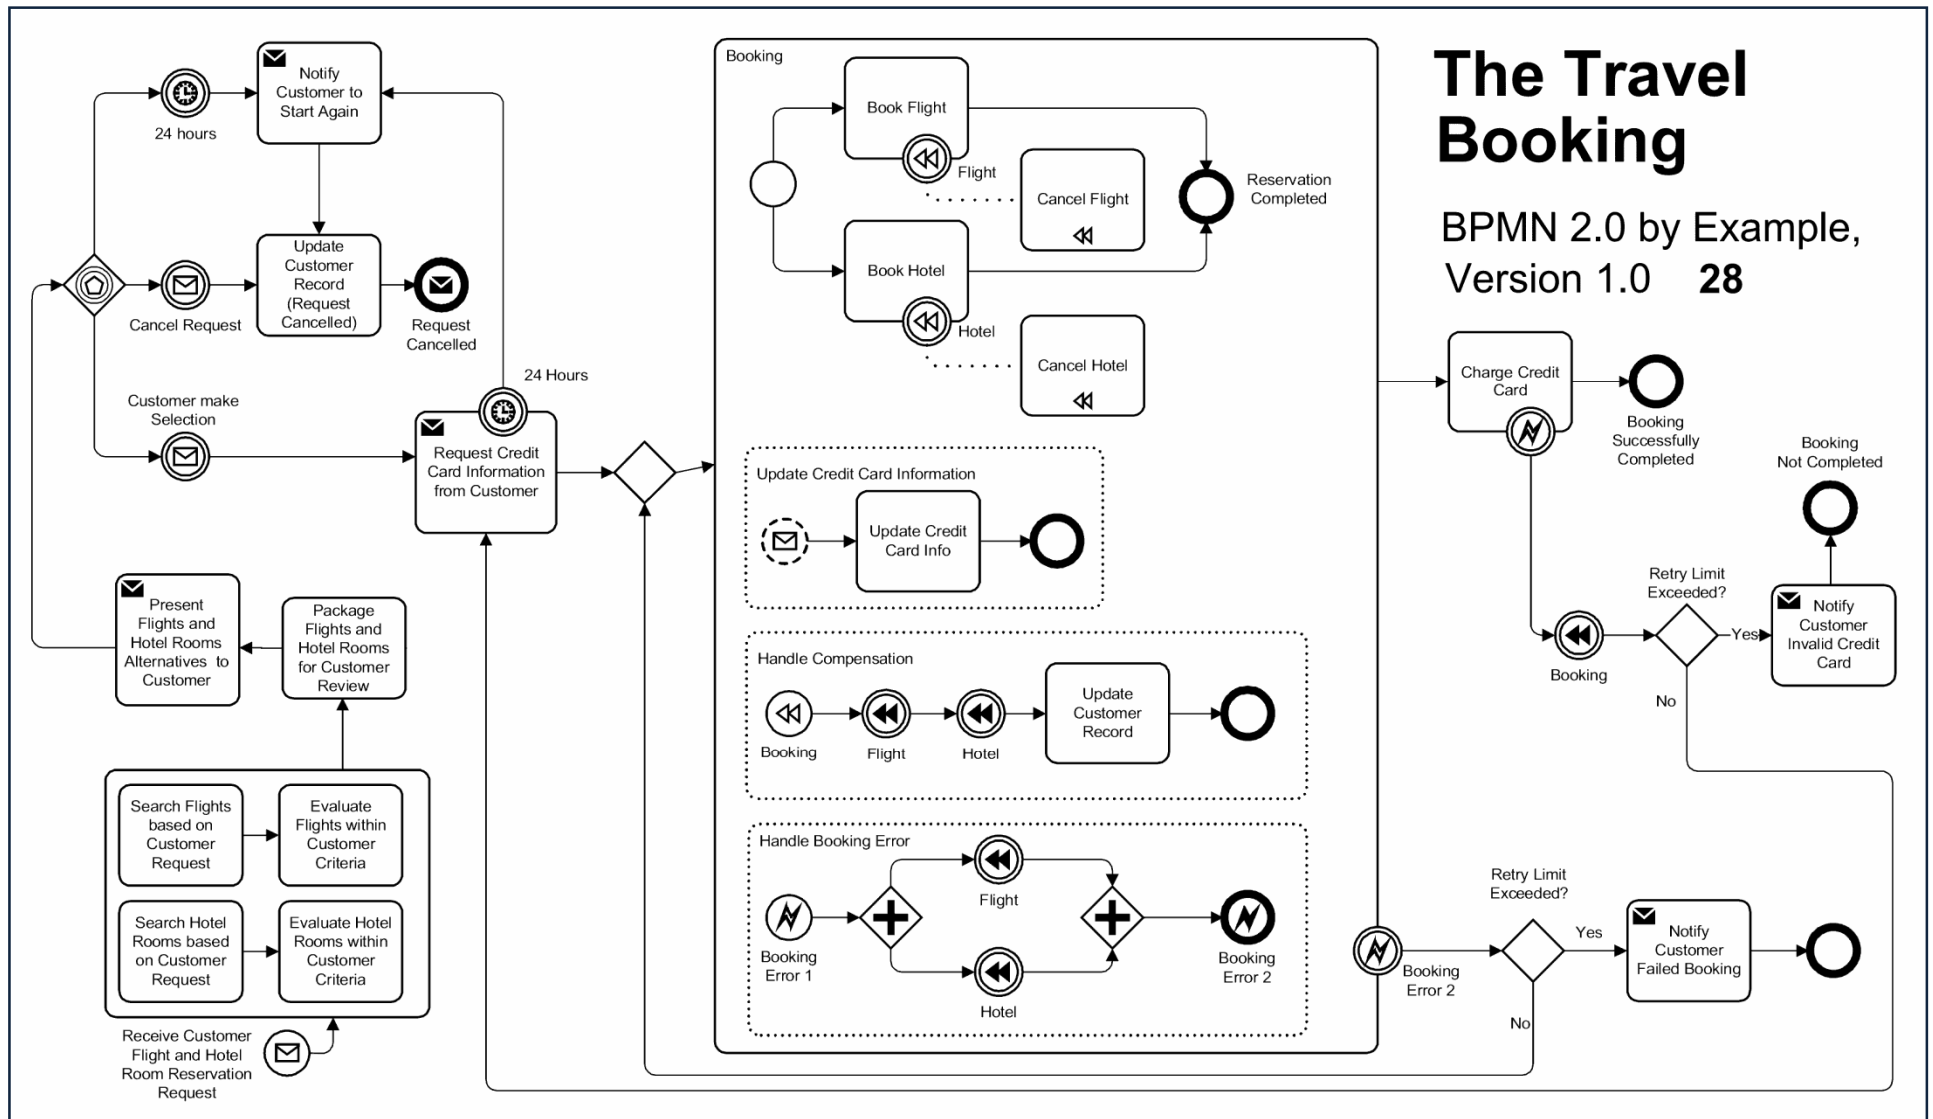 The Travel
Booking
BPMN 2.0 by Example,
Version 1.0 28
Notify
Customer to
Start Again
24 hours
Update
Customer
Record
(Request
Cancelled)
Cancel Request
Request
Cancelled
Customer make
Selection
24 Hours
Request Credit
Card Information
from Customer
Present
Flights and
Hotel Rooms
Alternatives to
Customer
Package
Flights and
Hotel Rooms
for Customer
Review
Search Flights
based on
Customer
Request
Evaluate
Flights within
Customer
Criteria
Search Hotel
Rooms based
on Customer
Request
Evaluate Hotel
Rooms within
Customer
Criteria
Receive Customer
Flight and Hotel
Room Reservation
Request
Booking
Book Flight
Flight
Cancel Flight
Reservation
Completed
Book Hotel
Hotel
Cancel Hotel
Update Credit Card Information
Update Credit
Card Info
Handle Compensation
Booking
Flight
Hotel
Update
Customer
Record
Handle Booking Error
Booking
Error 1
Flight
Hotel
Booking
Error 2
Charge Credit
Card
Booking
Successfully
Completed
Booking
Not Completed
Retry Limit
Exceeded?
Yes
Notify
Customer
Invalid Credit
Card
Booking
No
Retry Limit
Exceeded?
Yes
Notify
Customer
Failed Booking
Booking
Error 2
No